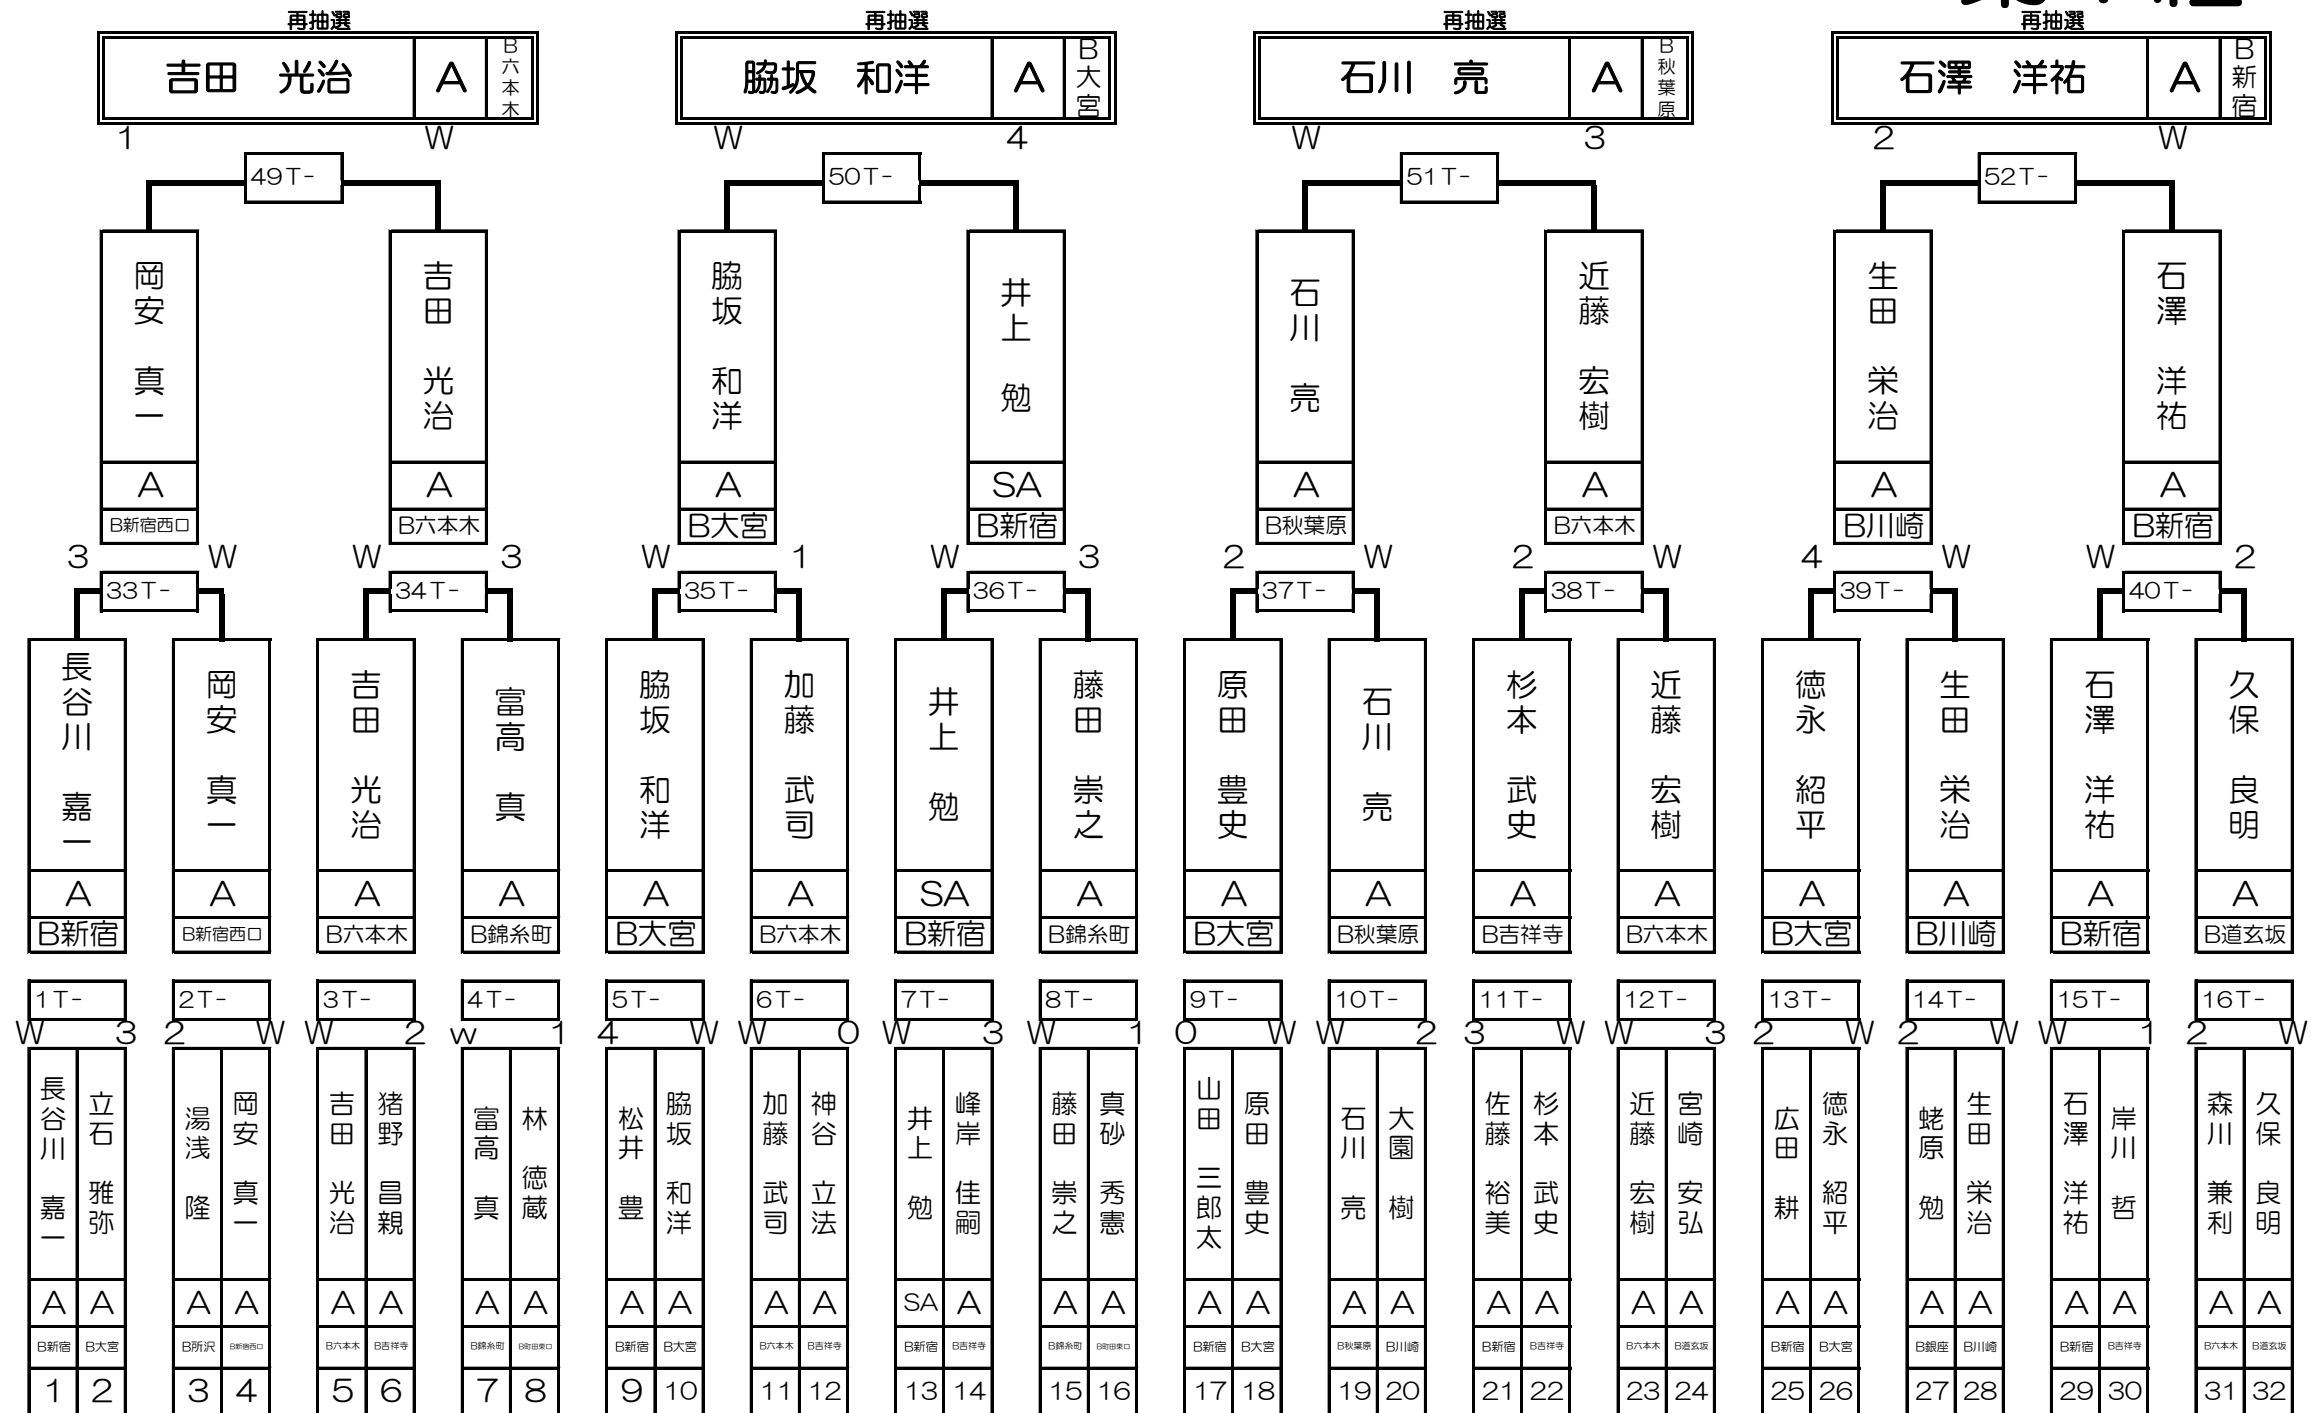 再抽選 再抽選 再抽選 再抽選
吉田 光治 A B六本木
脇坂 和洋 A B大宮
石川 亮 A B秋葉原
石澤 洋祐 A B新宿
1 W W 4 W 3 2 W
49T- 50T- 51T- 52T-
岡安 真一 A B新宿西口
吉田 光治 A B六本木
脇坂 和洋 A B大宮
井上 勉 SA B新宿
石川 亮 A B秋葉原
近藤 宏樹 A B六本木
生田 栄治 A B川崎
石澤 洋祐 A B新宿
3 W W 3 W 1 W 3 2 W 2 W 4 W W 2
33T- 34T- 35T- 36T- 37T- 38T- 39T- 40T-
長谷川 嘉一 A B新宿
岡安 真一 A B新宿西口
吉田 光治 A B六本木
富高 真 A B錦糸町
脇坂 和洋 A B大宮
加藤 武司 A B六本木
井上 勉 SA B新宿
藤田 崇之 A B錦糸町
原田 豊史 A B大宮
石川 亮 A B秋葉原
杉本 武史 A B吉祥寺
近藤 宏樹 A B六本木
徳永 紹平 A B大宮
生田 栄治 A B川崎
石澤 洋祐 A B新宿
久保 良明 A B道玄坂
1T- 2T- 3T- 4T- 5T- 6T- 7T- 8T- 9T- 10T- 11T- 12T- 13T- 14T- 15T- 16T-
W 3 2 W W 2 w 1 4 W W 0 W 3 W 1 0 W W 2 3 W W 3 2 W 2 W W 1 2 W
長谷川 嘉一 A B新宿 1
立石 雅弥 A B大宮 2
湯浅 隆 A B所沢 3
岡安 真一 A B新宿西口 4
吉田 光治 A B六本木 5
猪野 昌親 A B吉祥寺 6
富高 真 A B錦糸町 7
林 徳蔵 A B町田東口 8
松井 豊 A B新宿 9
脇坂 和洋 A B大宮 10
加藤 武司 A B六本木 11
神谷 立法 A B吉祥寺 12
井上 勉 SA B新宿 13
峰岸 佳嗣 A B吉祥寺 14
藤田 崇之 A B錦糸町 15
真砂 秀憲 A B町田東口 16
山田 三郎太 A B新宿 17
原田 豊史 A B大宮 18
石川 亮 A B秋葉原 19
大園 樹 A B川崎 20
佐藤 裕美 A B新宿 21
杉本 武史 A B吉祥寺 22
近藤 宏樹 A B六本木 23
宮崎 安弘 A B道玄坂 24
広田 耕 A B新宿 25
徳永 紹平 A B大宮 26
蛯原 勉 A B銀座 27
生田 栄治 A B川崎 28
石澤 洋祐 A B新宿 29
岸川 哲 A B吉祥寺 30
森川 兼利 A B六本木 31
久保 良明 A B道玄坂 32